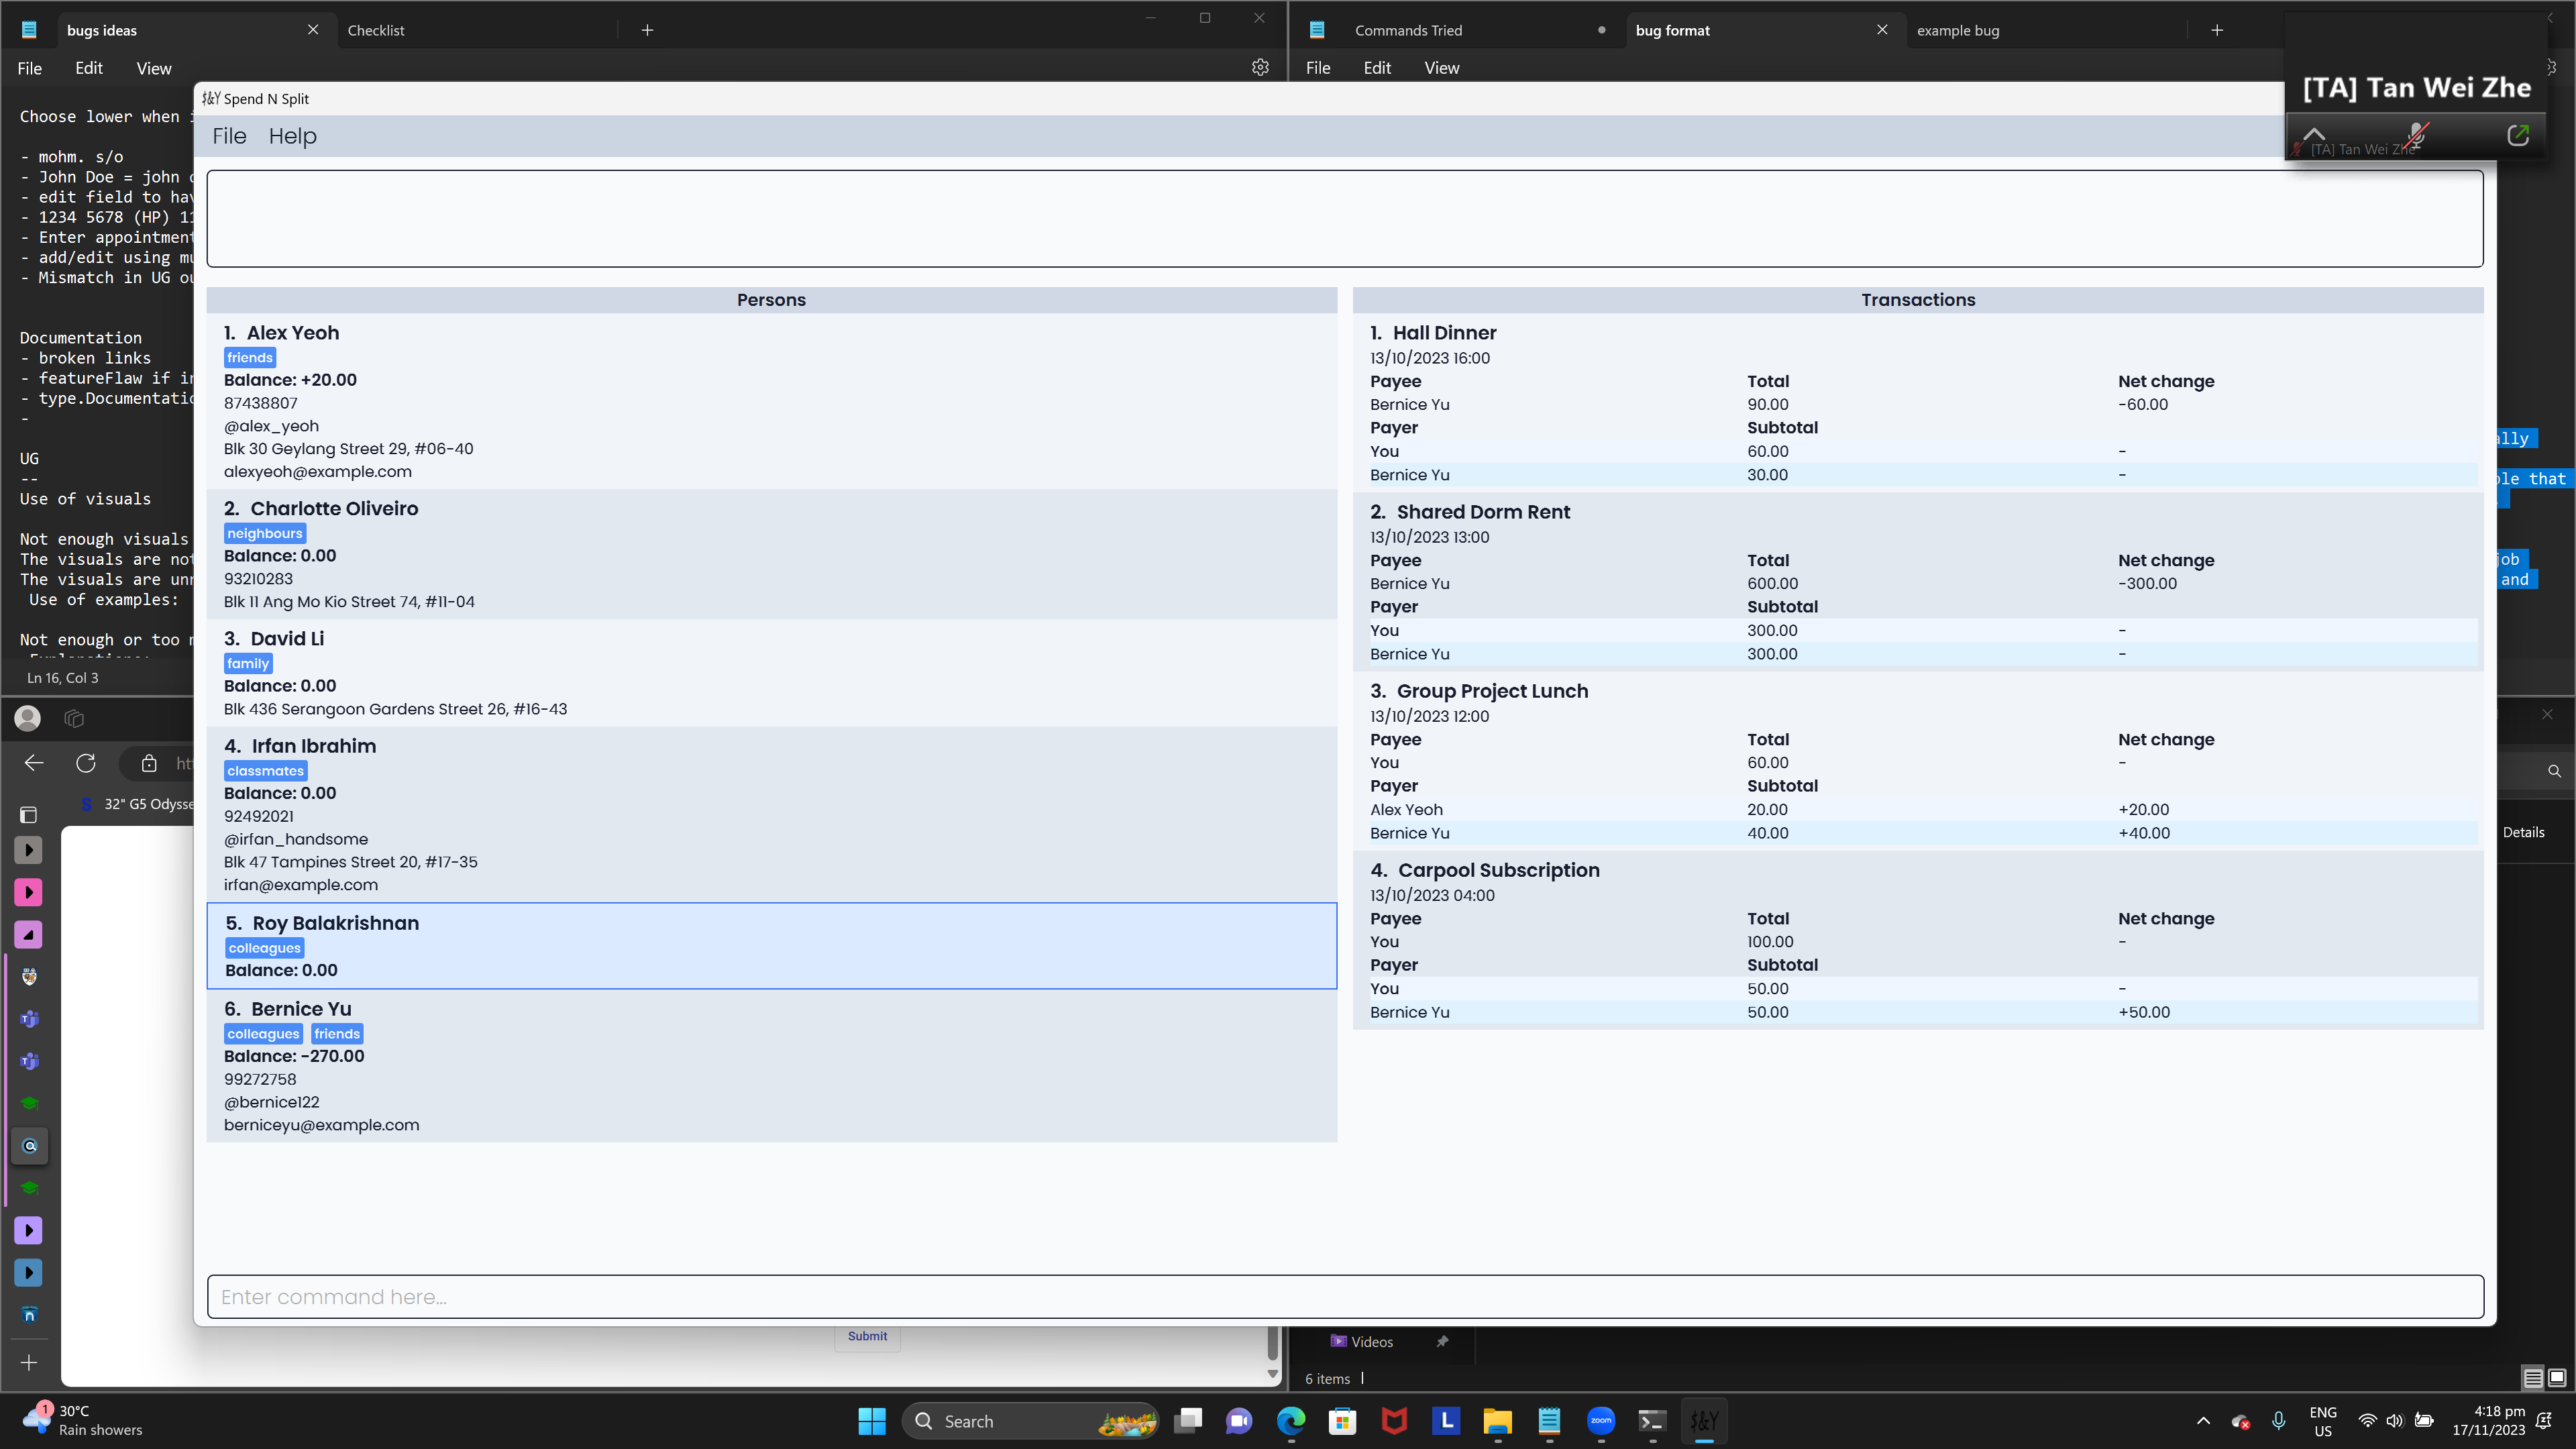 bugs ideas
Checklist
File Edit View
Choose lower when
- mohm. s/o
- John Doe = john
- edit field to
- 1234 5678 (HP)
- Enter appointment
- add/edit using
- Mismatch in UG
Documentation
- broken links
- featureFlaw if
-
UG
--
Use of visuals
Not enough visuals
The visuals are
The visuals are
Use of examples:
Not enough or too
Ln 16, Col 3
Commands Tried
bug format
example bug
File Edit View
[TA] Tan Wei Zhe
[TA] Tan Wei Zhe
$&Y Spend N Split
File Help
Persons
1. Alex Yeoh
friends
Balance: +20.00
87438807
@alex_yeoh
Blk 30 Geylang Street 29, #06-40
alexyeoh@example.com
2. Charlotte Oliveiro
neighbours
Balance: 0.00
93210283
Blk 11 Ang Mo Kio Street 74, #11-04
3. David Li
family
Balance: 0.00
Blk 436 Serangoon Gardens Street 26, #16-43
4. Irfan Ibrahim
classmates
Balance: 0.00
92492021
@irfan_handsome
Blk 47 Tampines Street 20, #17-35
irfan@example.com
5. Roy Balakrishnan
colleagues
Balance: 0.00
6. Bernice Yu
colleagues friends
Balance: -270.00
99272758
@bernice122
berniceyu@example.com
Transactions
1. Hall Dinner
13/10/2023 16:00
Payee Total Net change
Bernice Yu 90.00 -60.00
Payer Subtotal
You 60.00 -
Bernice Yu 30.00 -
2. Shared Dorm Rent
13/10/2023 13:00
Payee Total Net change
Bernice Yu 600.00 -300.00
Payer Subtotal
You 300.00 -
Bernice Yu 300.00 -
3. Group Project Lunch
13/10/2023 12:00
Payee Total Net change
You 60.00 -
Payer Subtotal
Alex Yeoh 20.00 +20.00
Bernice Yu 40.00 +40.00
4. Carpool Subscription
13/10/2023 04:00
Payee Total Net change
You 100.00 -
Payer Subtotal
You 50.00 -
Bernice Yu 50.00 +50.00
Enter command here...
that
job
and
Details
32" G5
Submit
Videos
6 items
1
30°C
Rain showers
Search
zoom
$&Y
ENG
US
4:18 pm
17/11/2023